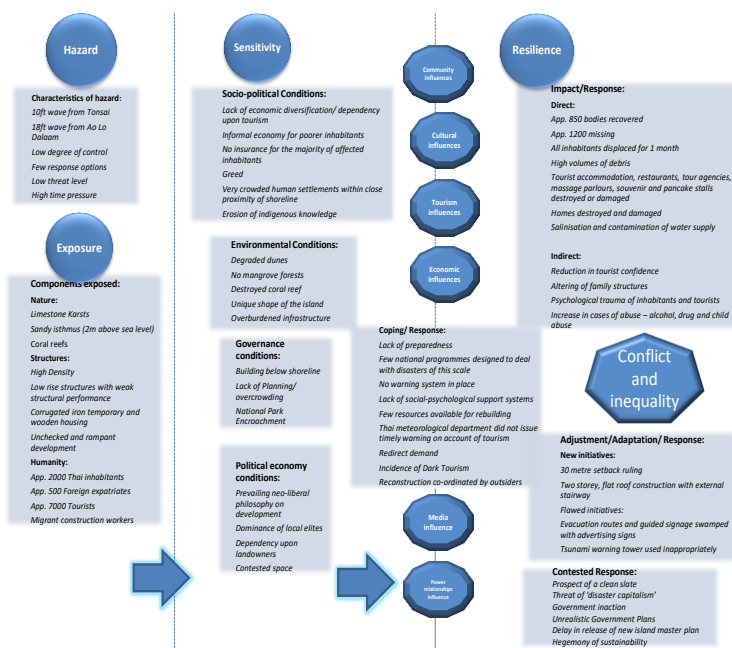 Hazard
Characteristics of hazard:
10ft wave from Tonsai
18ft wave from Ao Lo
Dalaam
Low degree of control
Few response options
Low threat level
High time pressure
Exposure
Components exposed:
Nature:
Limestone Karsts
Sandy isthmus (2m above sea level)
Coral reefs
Structures:
High Density
Low rise structures with weak
structural performance
Corrugated iron temporary and
wooden housing
Unchecked and rampant
development
Humanity:
App. 2000 Thai inhabitants
App. 500 Foreign expatriates
App. 7000 Tourists
Migrant construction workers
Sensitivity
Socio-political Conditions:
Lack of economic diversification/ dependency
upon tourism
Informal economy for poorer inhabitants
No insurance for the majority of affected
inhabitants
Greed
Very crowded human settlements within close
proximity of shoreline
Erosion of indigenous knowledge
Environmental Conditions:
Degraded dunes
No mangrove forests
Destroyed coral reef
Unique shape of the island
Overburdened infrastructure
Governance
conditions:
Building below shoreline
Lack of Planning/
overcrowding
National Park
Encroachment
Political economy
conditions:
Prevailing neo-liberal
philosophy on
development
Dominance of local elites
Dependency upon
landowners
Contested space
Community
influences
Cultural
influences
Tourism
influences
Economic
influences
Coping/ Response:
Lack of preparedness
Few national programmes designed to deal
with disasters of this scale
No warning system in place
Lack of social-psychological support systems
Few resources available for rebuilding
Thai meteorological department did not issue
timely warning on account of tourism
Redirect demand
Incidence of Dark Tourism
Reconstruction co-ordinated by outsiders
Media
influence
Power
relationships
influence
Resilience
Impact/Response:
Direct:
App. 850 bodies recovered
App. 1200 missing
All inhabitants displaced for 1 month
High volumes of debris
Tourist accommodation, restaurants, tour agencies,
massage parlours, souvenir and pancake stalls
destroyed or damaged
Homes destroyed and damaged
Salinisation and contamination of water supply
Indirect:
Reduction in tourist confidence
Altering of family structures
Psychological trauma of inhabitants and tourists
Increase in cases of abuse – alcohol, drug and child
abuse
Conflict
and
inequality
Adjustment/Adaptation/ Response:
New initiatives:
30 metre setback ruling
Two storey, flat roof construction with external
stairway
Flawed initiatives:
Evacuation routes and guided signage swamped
with advertising signs
Tsunami warning tower used inappropriately
Contested Response:
Prospect of a clean slate
Threat of 'disaster capitalism'
Government inaction
Unrealistic Government Plans
Delay in release of new island master plan
Hegemony of sustainability